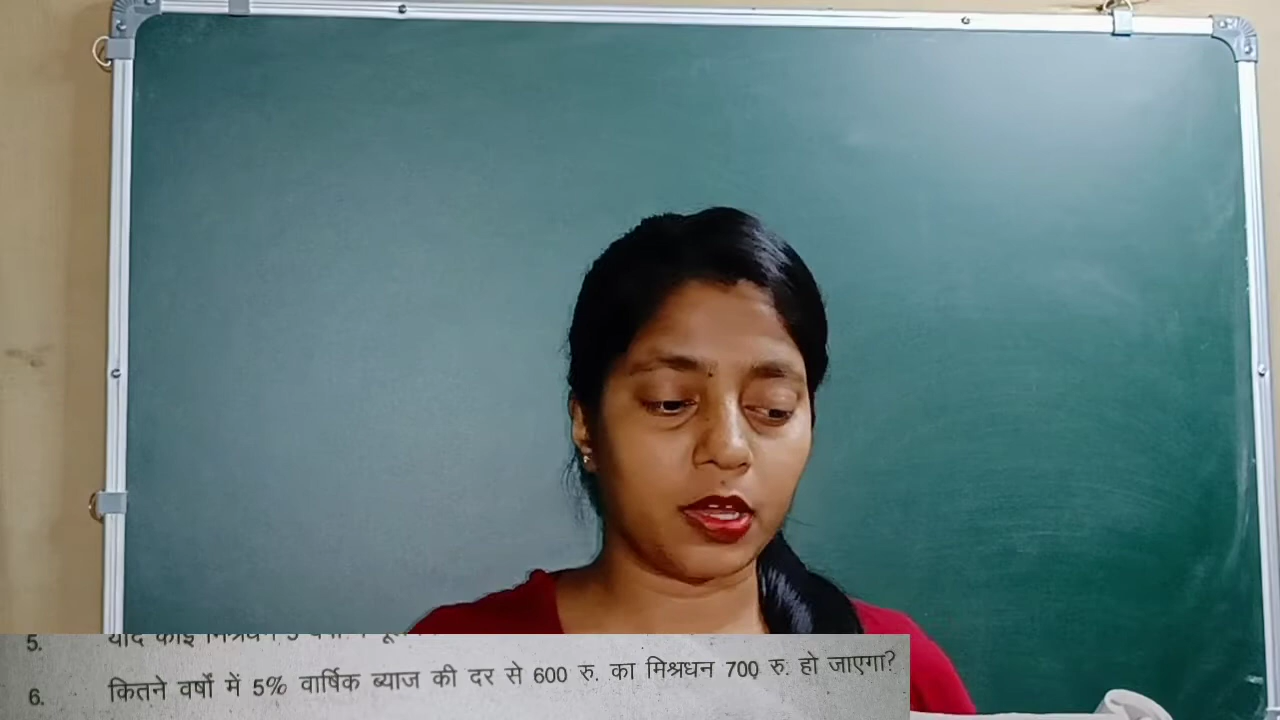 5.
6. कितने वर्षों में 5% वार्षिक ब्याज की दर से 600 रु. का मिश्रधन 700 रु. हो जाएगा?